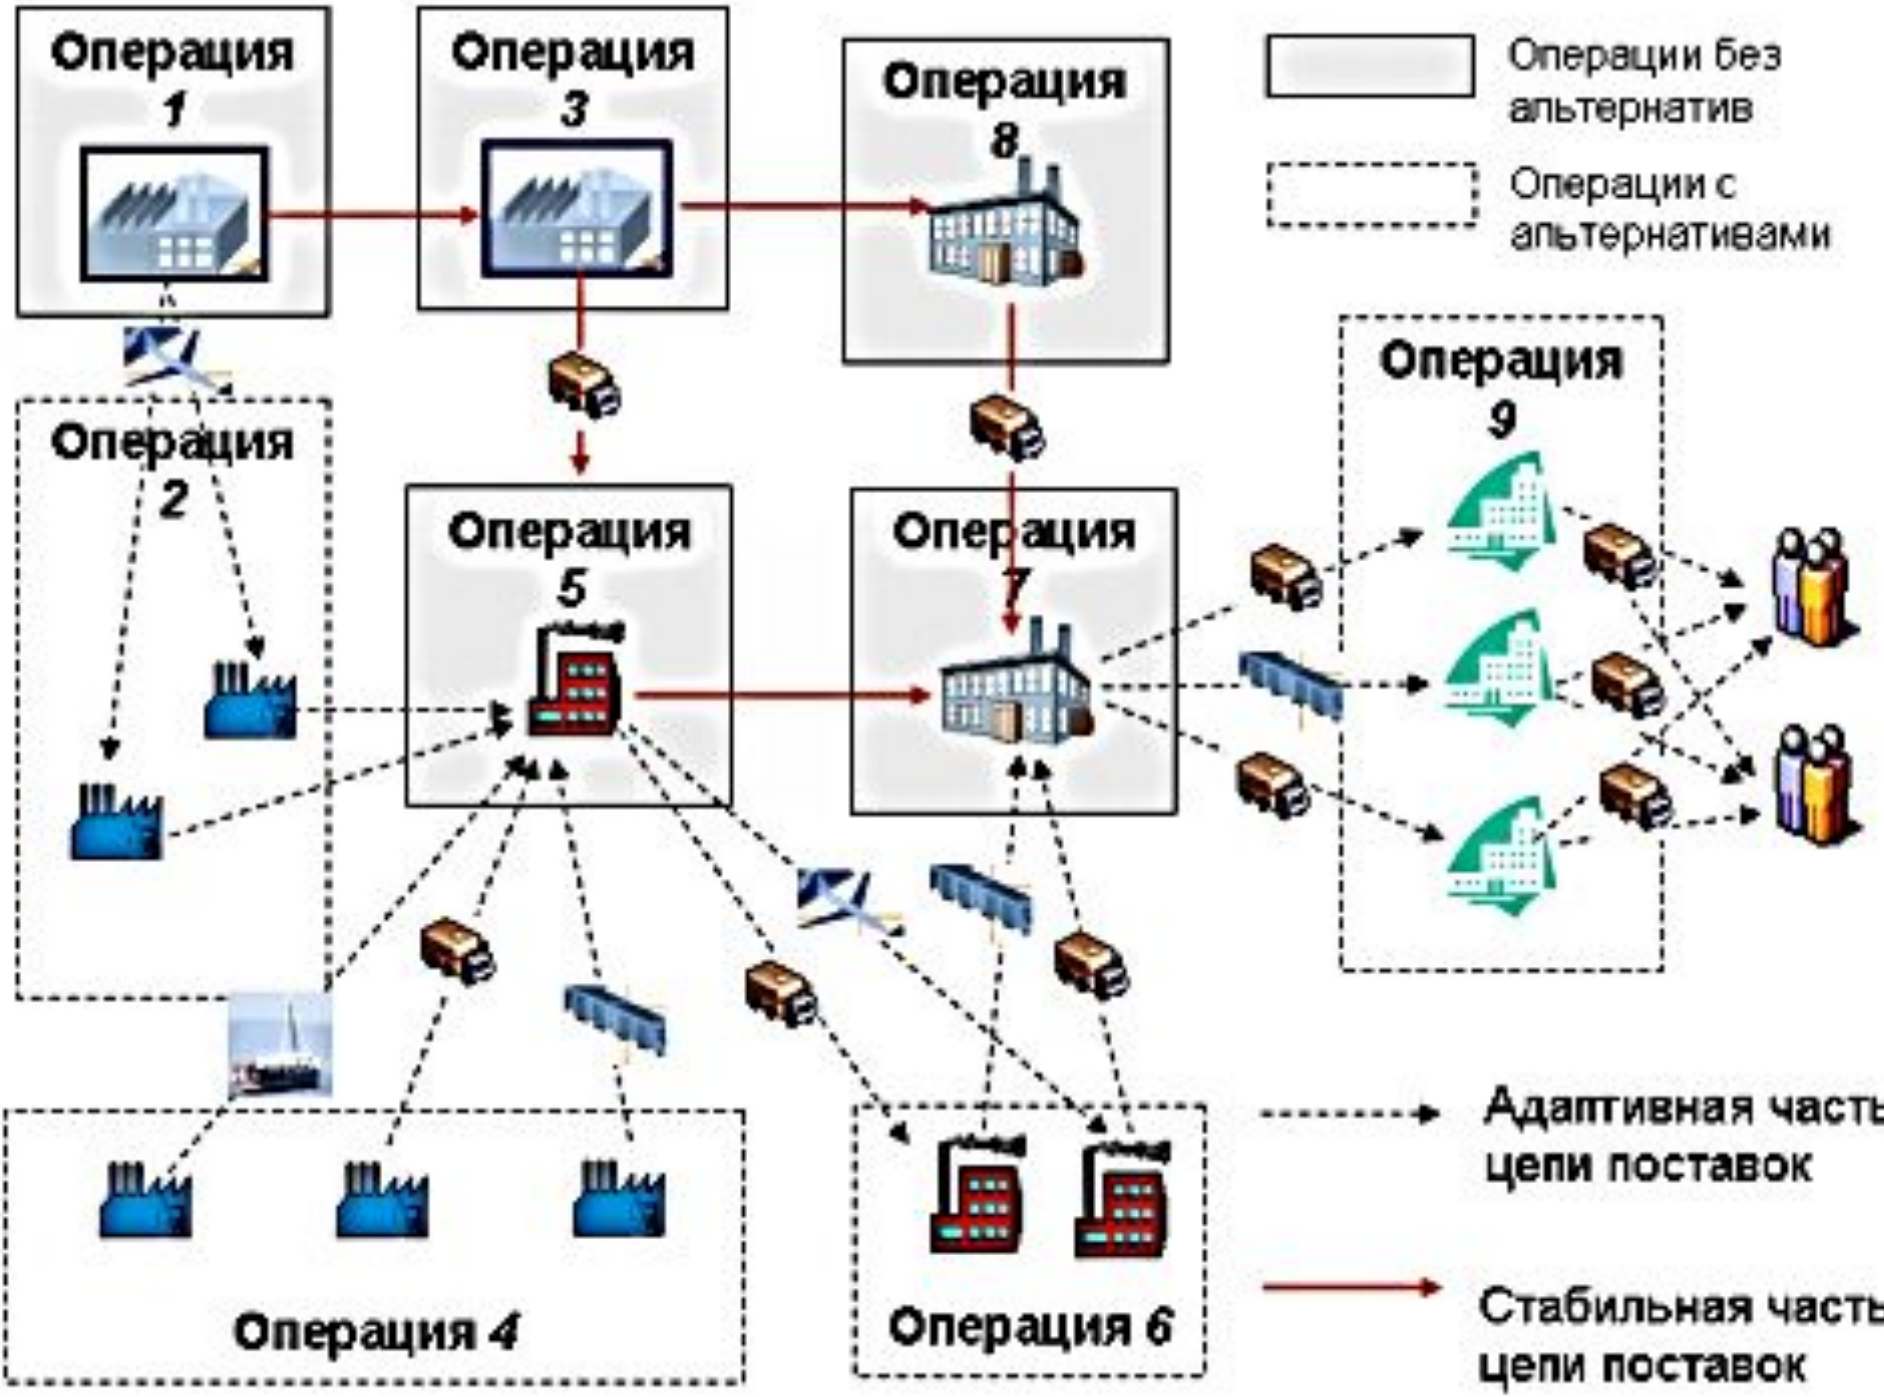 Операция
1
Операция
3
Операция
8
Операции без
альтернатив
Операции с
альтернативами
Операция
2
Операция
5
Операция
7
Операция
9
Операция 4
Операция 6
Адаптивная часть
цепи поставок
Стабильная часть
цепи поставок